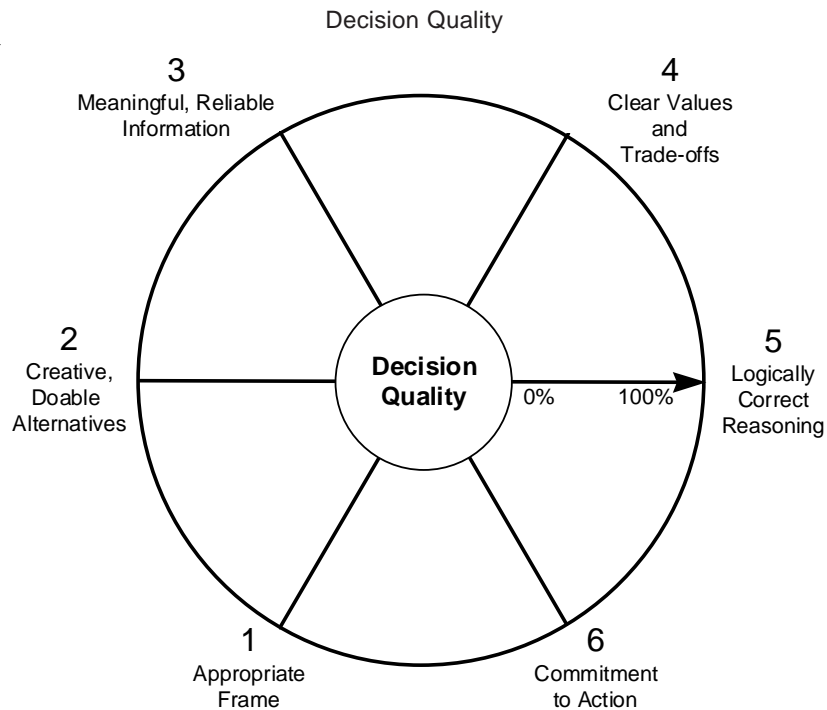 Decision Quality
3
Meaningful, Reliable
Information
4
Clear Values
and
Trade-offs
2
Creative,
Doable
Alternatives
Decision
Quality
0%
100%
5
Logically
Correct
Reasoning
1
Appropriate
Frame
6
Commitment
to Action